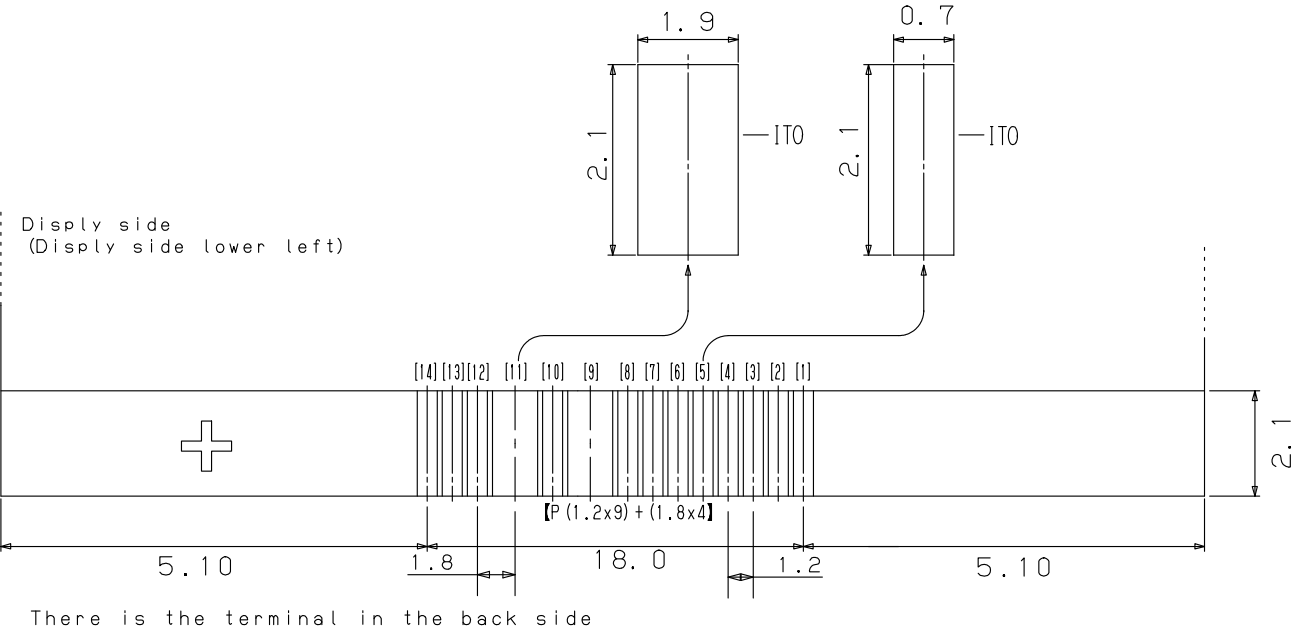 1.9
0.7
2.1
ITO
2.1
ITO
Disply side
(Disply side lower left)
[14] [13] [12] [11] [10] [9] [8] [7] [6] [5] [4] [3] [2] [1]
2.1
【P(1.2x9)+(1.8x4】
5.10
1.8
18.0
1.2
5.10
There is the terminal in the back side